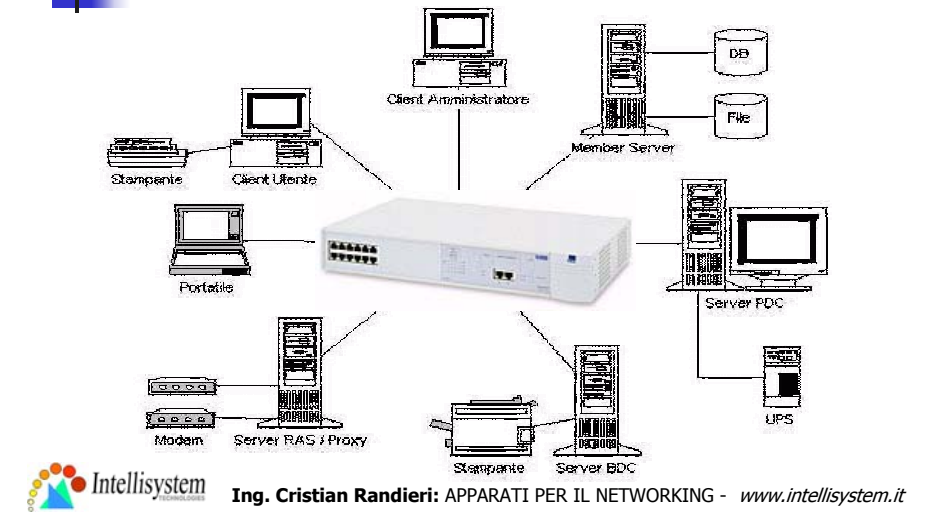 Client Amministratore
DB
File
Member Server
Stampante
Client Utente
Portatile
Server PDC
UPS
Modem
Server RAS / Proxy
Stampante
Server BDC
Intellisystem
TECHNOLOGIES
Ing. Cristian Randieri: APPARATI PER IL NETWORKING - www.intellisystem.it